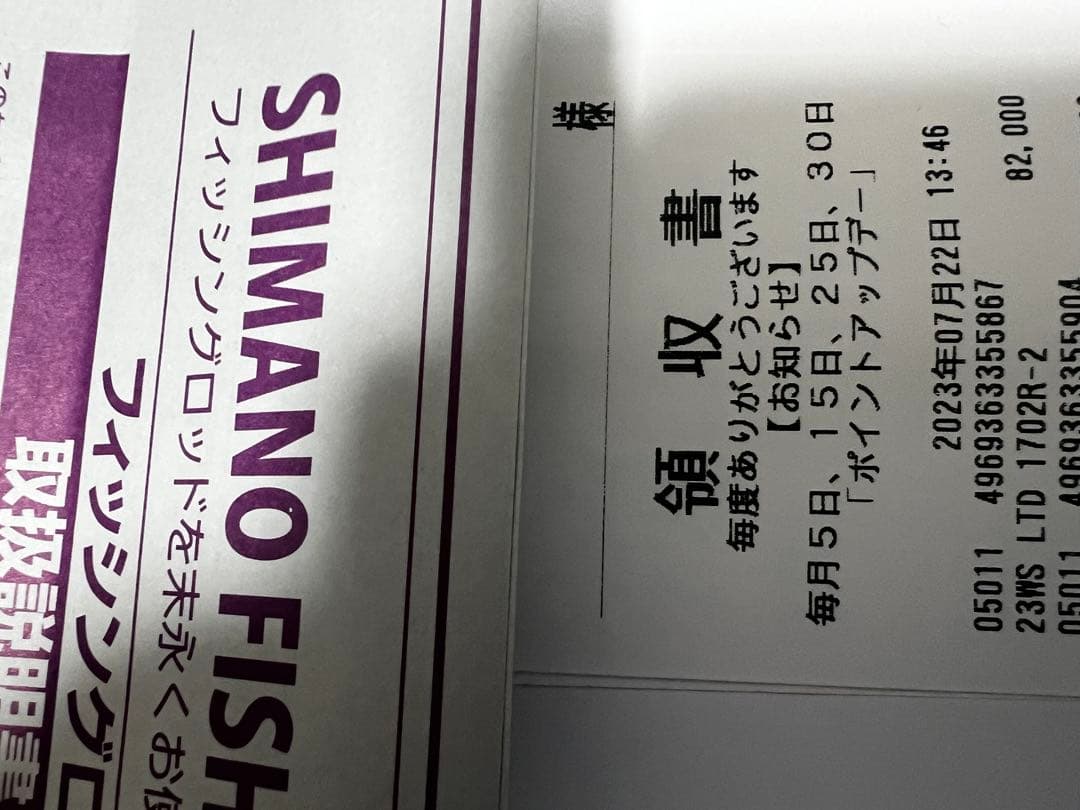 様
領収書
毎度ありがとうございます
【お知らせ】
毎月5日、15日、25日、30日
「ポイントアップデー」
2023年07月22日 13:46
05011 4969363355867
23WS LTD 1702R-2 82,000
05011 4969363355904
SHIMANO FISH
フィッシングロッドを末永くお使
フィッシングロ
取扱説明書